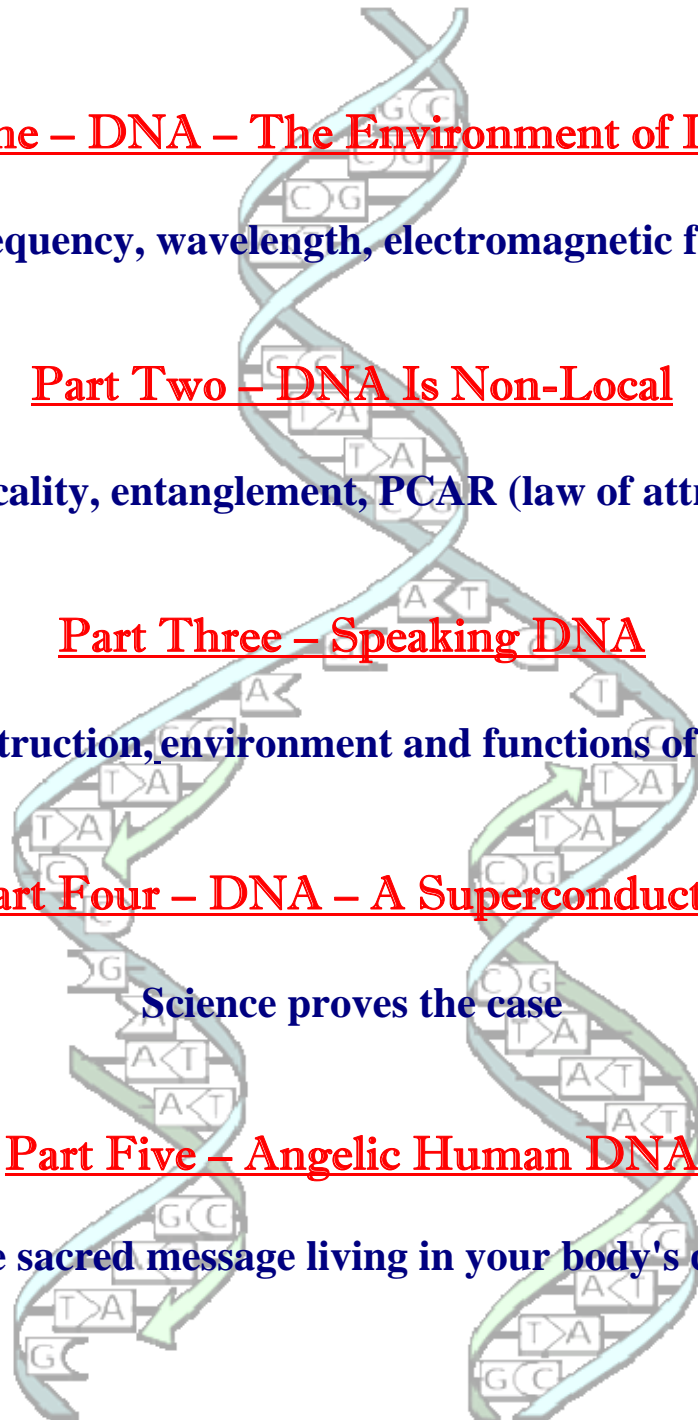 ne – DNA – The Environment of
equency, wavelength, electromagnetic f
Part Two – DNA Is Non-Local
cality, entanglement, PCAR (law of attr
Part Three – Speaking DNA
truction, environment and functions of
art Four – DNA – A Superconduct
Science proves the case
Part Five – Angelic Human DNA
e sacred message living in your body's